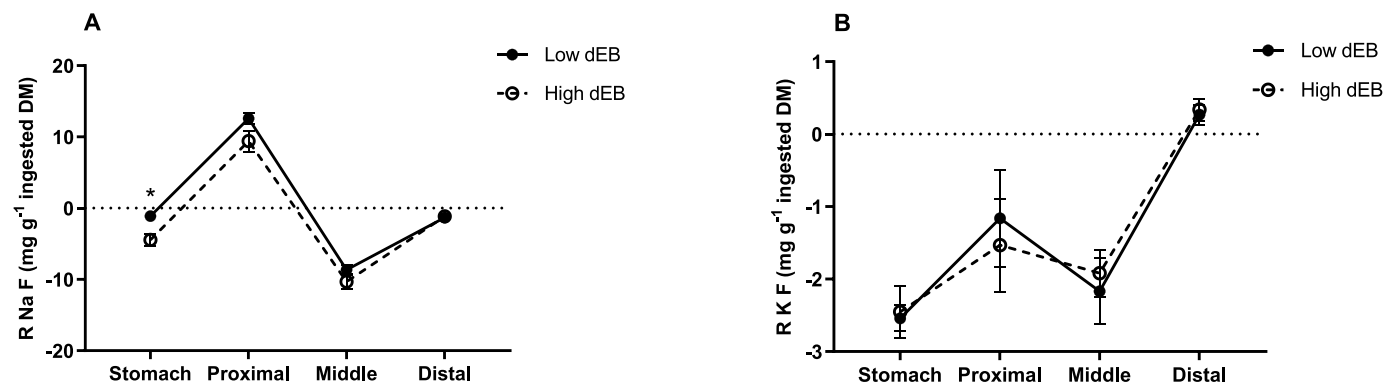 A
Low dEB
High dEB
R Na F (mg g⁻¹ ingested DM)
20
10
0
-10
-20
*
Stomach Proximal Middle Distal
B
Low dEB
High dEB
R K F (mg g⁻¹ ingested DM)
1
0
-1
-2
-3
Stomach Proximal Middle Distal